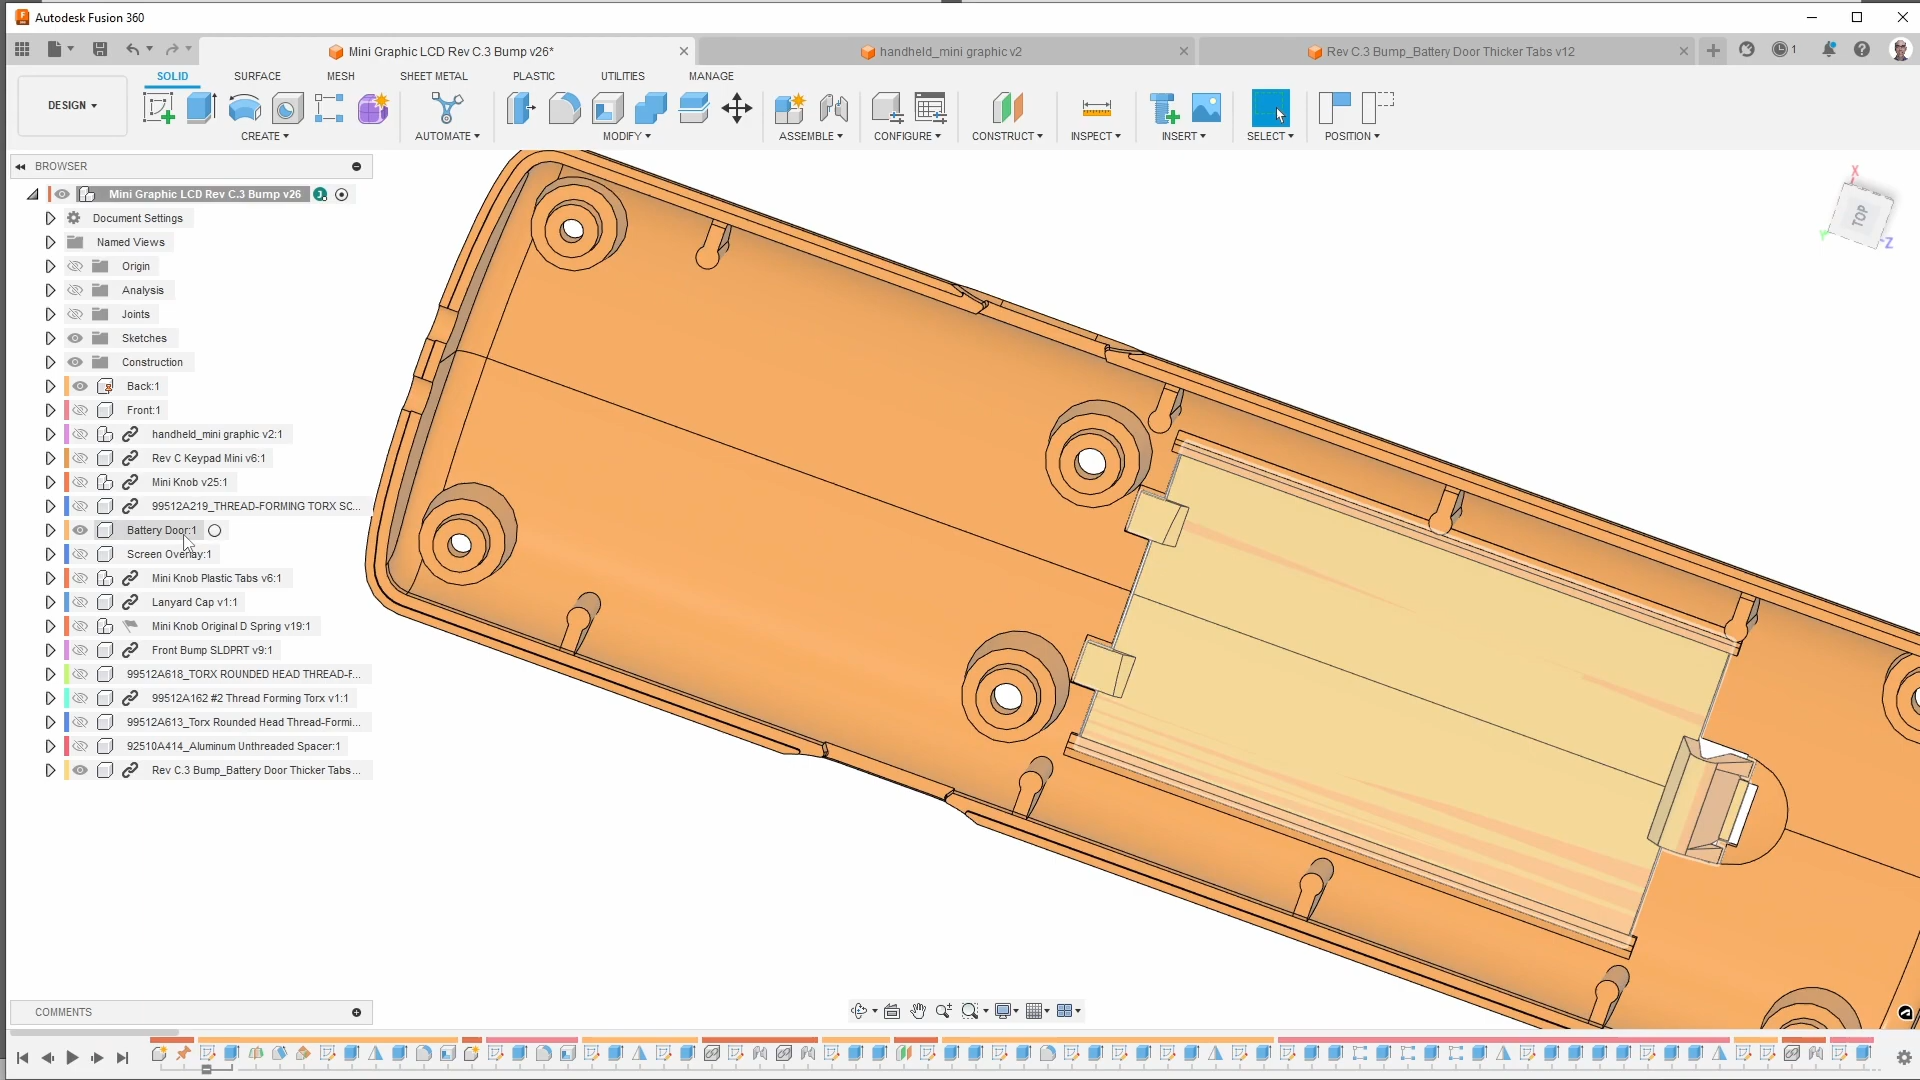 Autodesk Fusion 360
Mini Graphic LCD Rev C.3 Bump v26*
handheld_mini graphic v2
Rev C.3 Bump_Battery Door Thicker Tabs v12
1
DESIGN
SOLID SURFACE MESH SHEET METAL PLASTIC UTILITIES MANAGE
CREATE AUTOMATE MODIFY ASSEMBLE CONFIGURE CONSTRUCT INSPECT INSERT SELECT POSITION
BROWSER
Mini Graphic LCD Rev C.3 Bump v26
Document Settings
Named Views
Origin
Analysis
Joints
Sketches
Construction
Back:1
Front:1
handheld_mini graphic v2:1
Rev C Keypad Mini v6:1
Mini Knob v25:1
99512A219_THREAD-FORMING TORX SC...
Battery Door:1
Screen Overlay:1
Mini Knob Plastic Tabs v6:1
Lanyard Cap v1:1
Mini Knob Original D Spring v19:1
Front Bump SLDPRT v9:1
99512A618_TORX ROUNDED HEAD THREAD-F...
99512A162 #2 Thread Forming Torx v1:1
99512A613_Torx Rounded Head Thread-Formi...
92510A414_Aluminum Unthreaded Spacer:1
Rev C.3 Bump_Battery Door Thicker Tabs...
X
TOP
Y
Z
COMMENTS